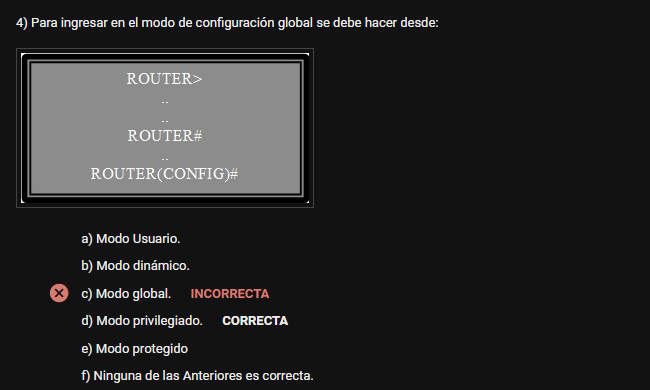 4) Para ingresar en el modo de configuración global se debe hacer desde:
ROUTER>
..
..
ROUTER#
..
ROUTER(CONFIG)#
a) Modo Usuario.
b) Modo dinámico.
c) Modo global. INCORRECTA
d) Modo privilegiado. CORRECTA
e) Modo protegido
f) Ninguna de las Anteriores es correcta.